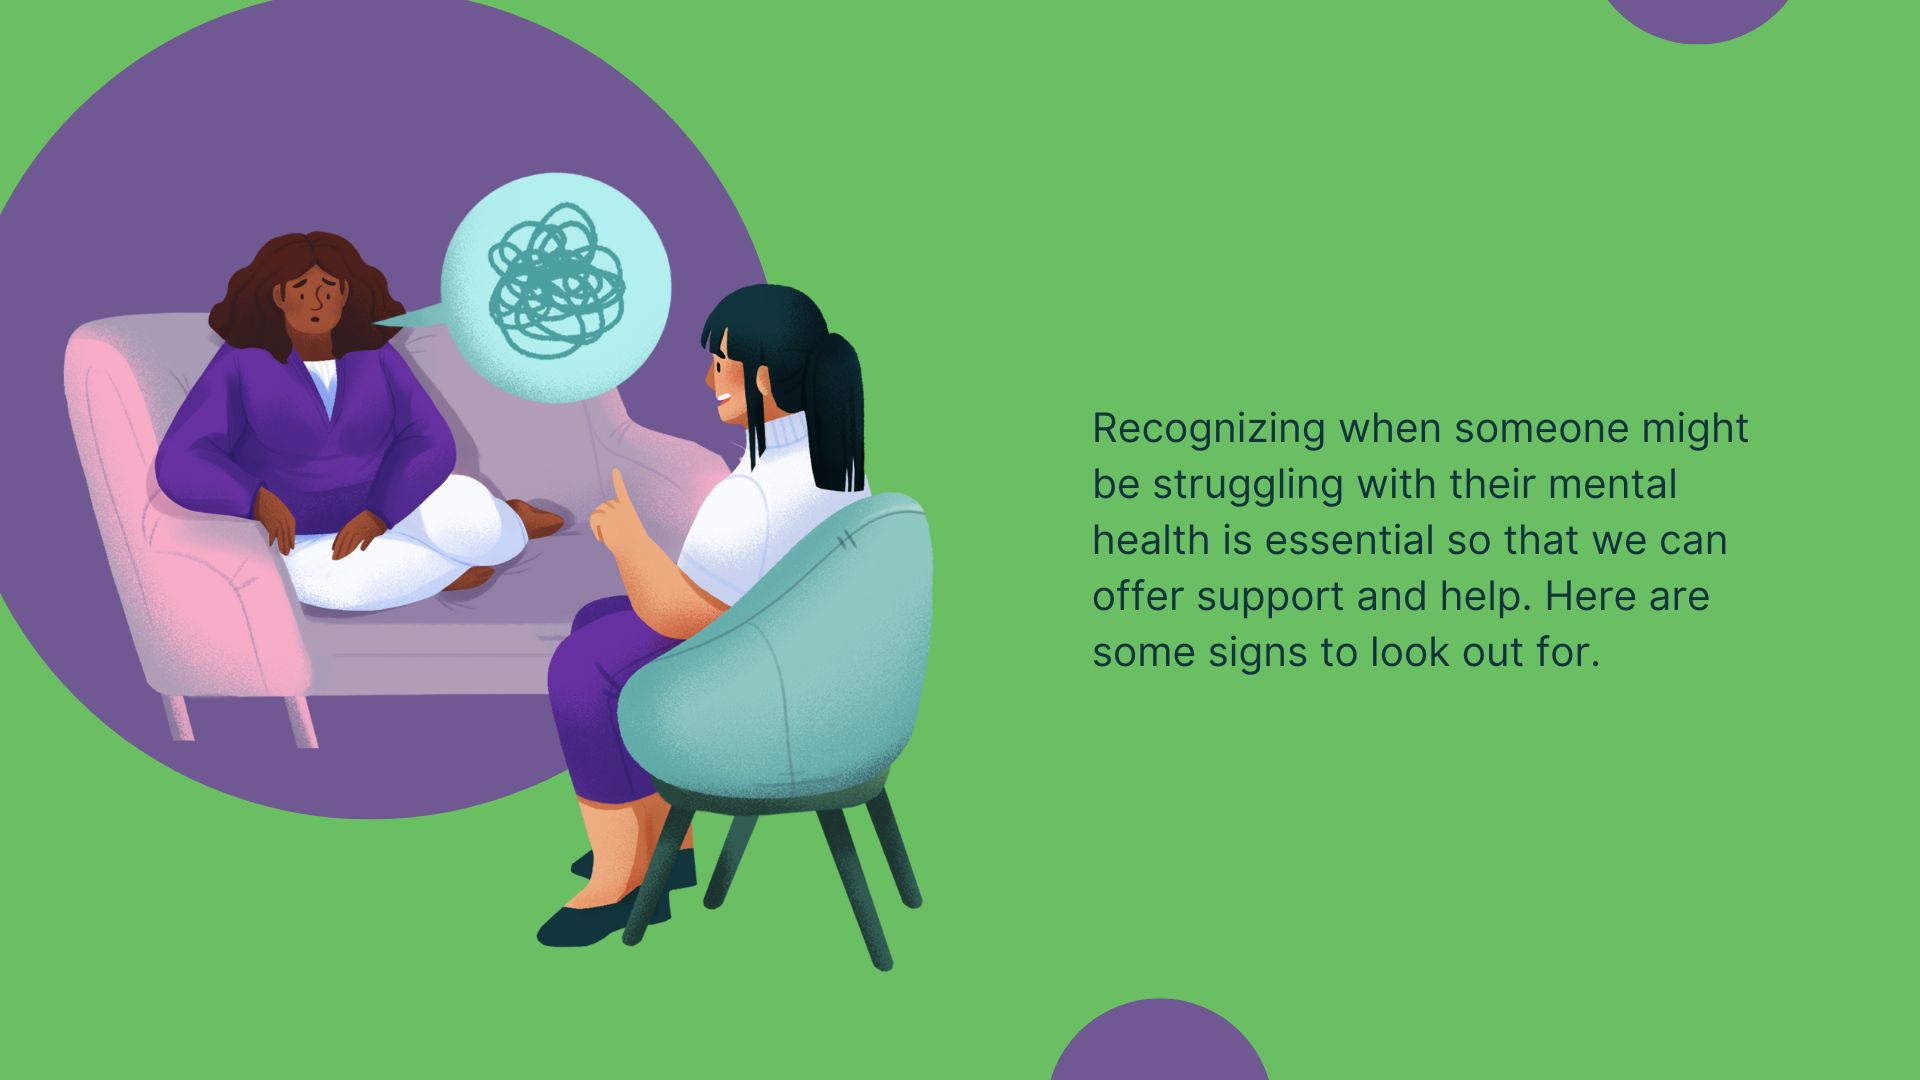 Recognizing when someone might
be struggling with their mental
health is essential so that we can
offer support and help. Here are
some signs to look out for.